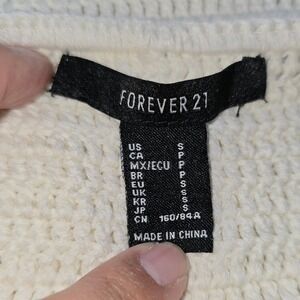 FOREVER 21
US S
CA P
MX/ECU P
BR P
EU S
UK S
KR S
JP S
CN 160/84A
MADE IN CHINA